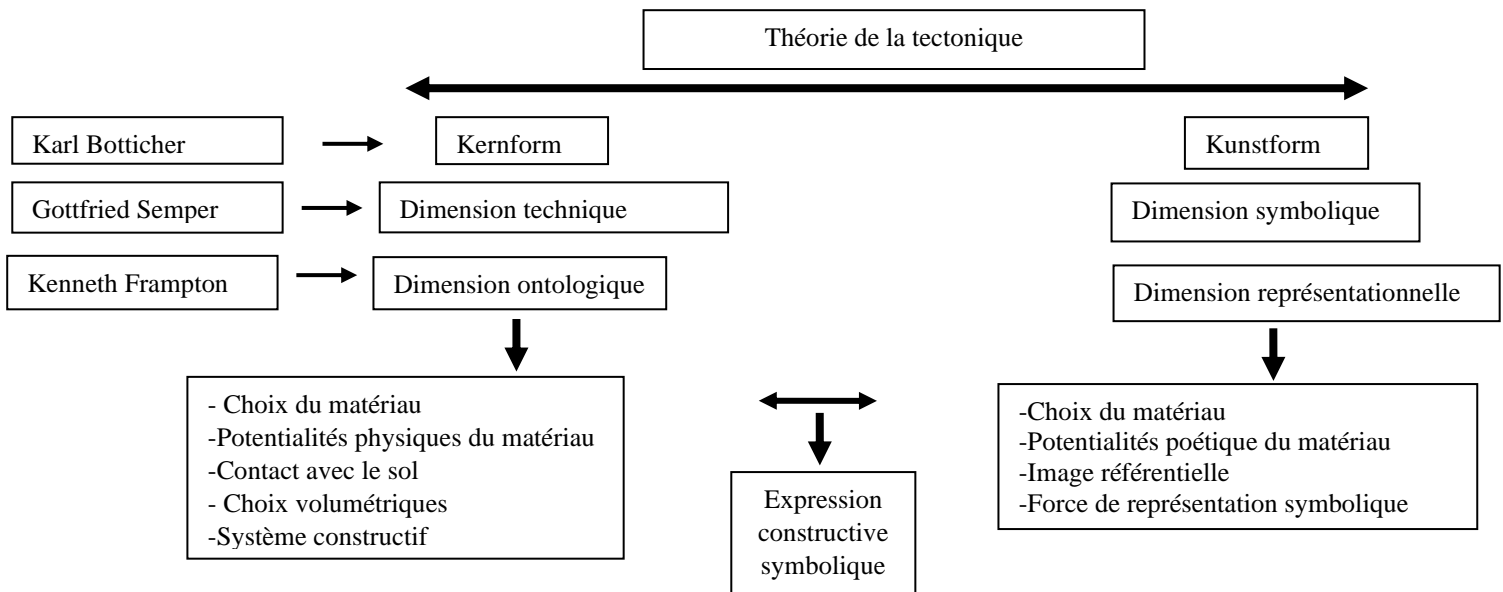 Théorie de la tectonique
Karl Botticher
Kernform
Kunstform
Gottfried Semper
Dimension technique
Dimension symbolique
Kenneth Frampton
Dimension ontologique
Dimension représentationnelle
- Choix du matériau
-Potentialités physiques du matériau
-Contact avec le sol
- Choix volumétriques
-Système constructif
Expression
constructive
symbolique
-Choix du matériau
-Potentialités poétique du matériau
-Image référentielle
-Force de représentation symbolique